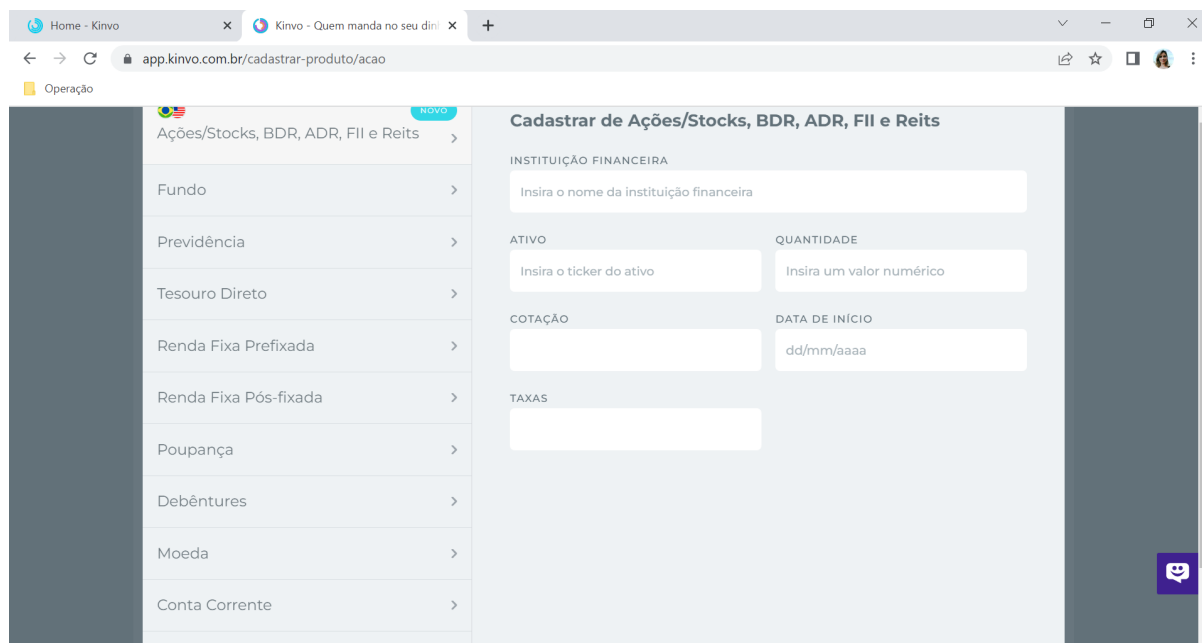 Home - Kinvo
Kinvo - Quem manda no seu dinh
app.kinvo.com.br/cadastrar-produto/acao
Operação
NOVO
Ações/Stocks, BDR, ADR, FII e Reits
Fundo
Previdência
Tesouro Direto
Renda Fixa Prefixada
Renda Fixa Pós-fixada
Poupança
Debêntures
Moeda
Conta Corrente
Cadastrar de Ações/Stocks, BDR, ADR, FII e Reits
INSTITUIÇÃO FINANCEIRA
Insira o nome da instituição financeira
ATIVO
QUANTIDADE
Insira o ticker do ativo
Insira um valor numérico
COTAÇÃO
DATA DE INÍCIO
dd/mm/aaaa
TAXAS